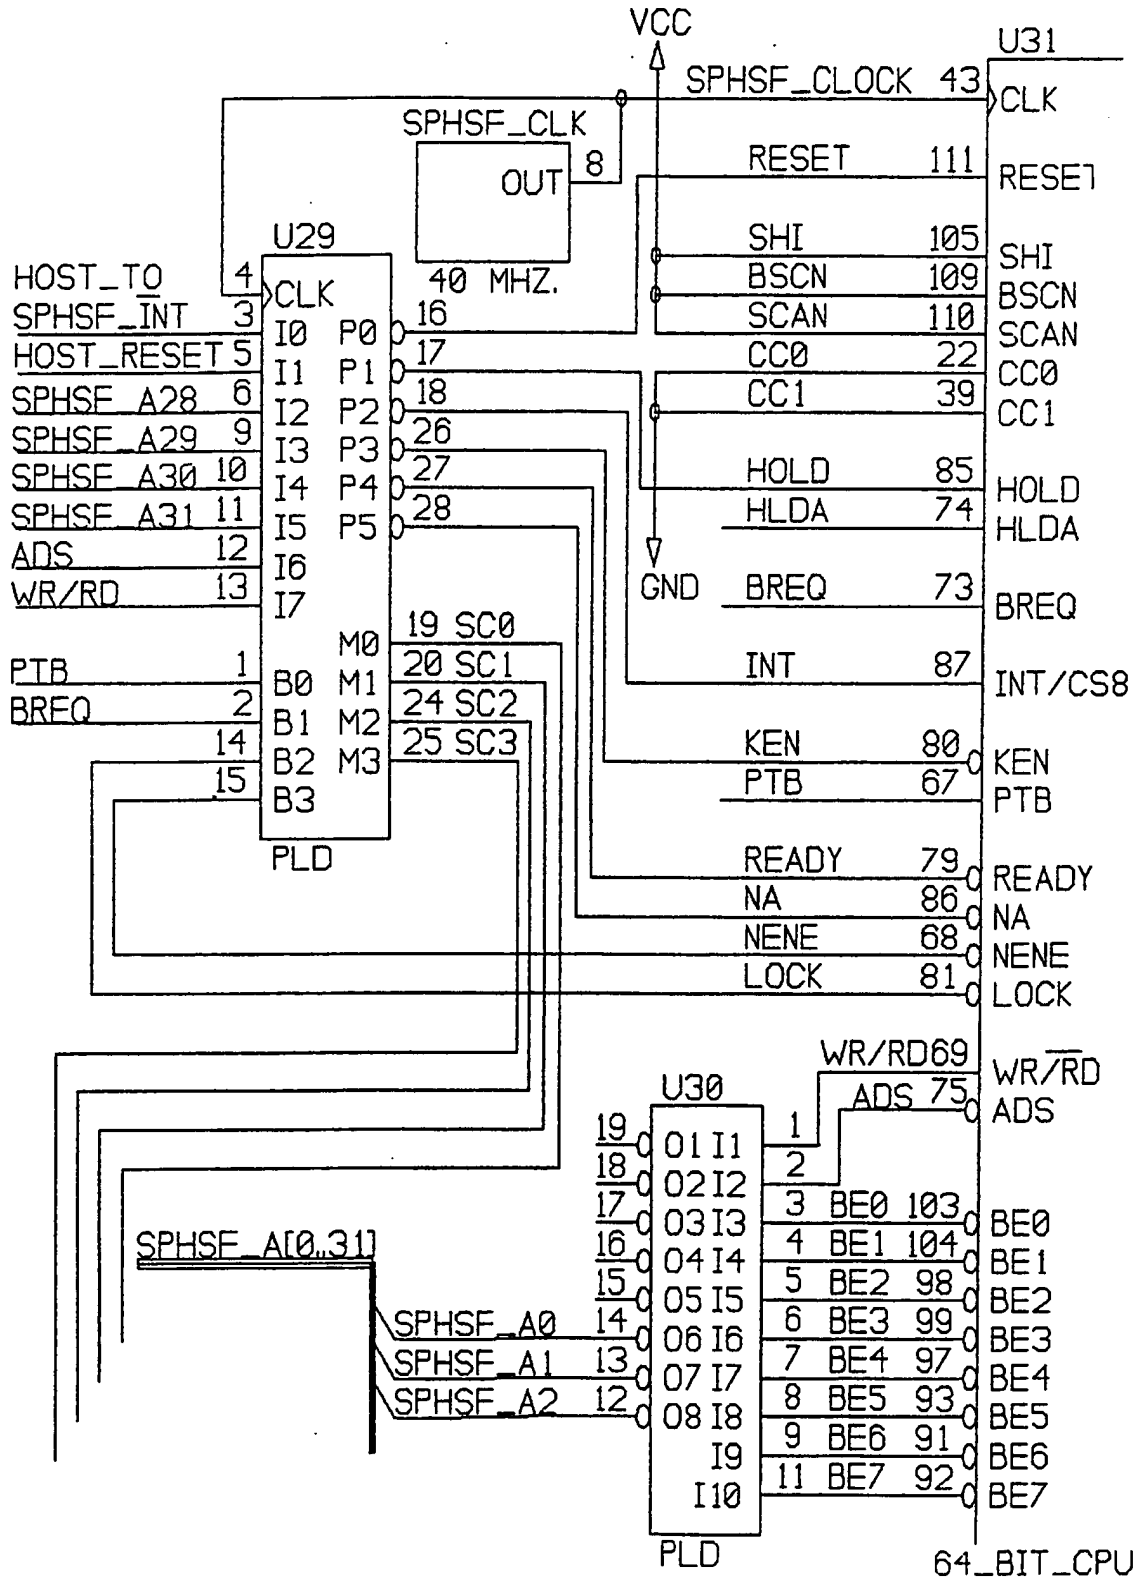 VCC
U31
SPHSF_CLOCK 43 CLK
SPHSF_CLK
OUT 8
40 MHZ.
RESET 111 RESET
SHI 105 SHI
BSCN 109 BSCN
SCAN 110 SCAN
CC0 22 CC0
CC1 39 CC1
HOLD 85 HOLD
HLDA 74 HLDA
GND
BREQ 73 BREQ
INT 87 INT/CS8
KEN 80 KEN
PTB 67 PTB
READY 79 READY
NA 86 NA
NENE 68 NENE
LOCK 81 LOCK
WR/RD 69 WR/RD
ADS 75 ADS
U29
HOST_TO 4 CLK
SPHSF_INT 3 I0 P0 16
HOST_RESET 5 I1 P1 17
SPHSF_A28 6 I2 P2 18
SPHSF_A29 9 I3 P3 26
SPHSF_A30 10 I4 P4 27
SPHSF_A31 11 I5 P5 28
ADS 12 I6
WR/RD 13 I7
M0 19 SC0
PTB 1 B0 M1 20 SC1
BREQ 2 B1 M2 24 SC2
14 B2 M3 25 SC3
15 B3
PLD
U30
19 O1 I1 1
18 O2 I2 2
17 O3 I3 3 BE0 103 BE0
16 O4 I4 4 BE1 104 BE1
15 O5 I5 5 BE2 98 BE2
SPHSF_A[0..31]
SPHSF_A0 14 O6 I6 6 BE3 99 BE3
SPHSF_A1 13 O7 I7 7 BE4 97 BE4
SPHSF_A2 12 O8 I8 8 BE5 93 BE5
I9 9 BE6 91 BE6
I10 11 BE7 92 BE7
PLD
64_BIT_CPU